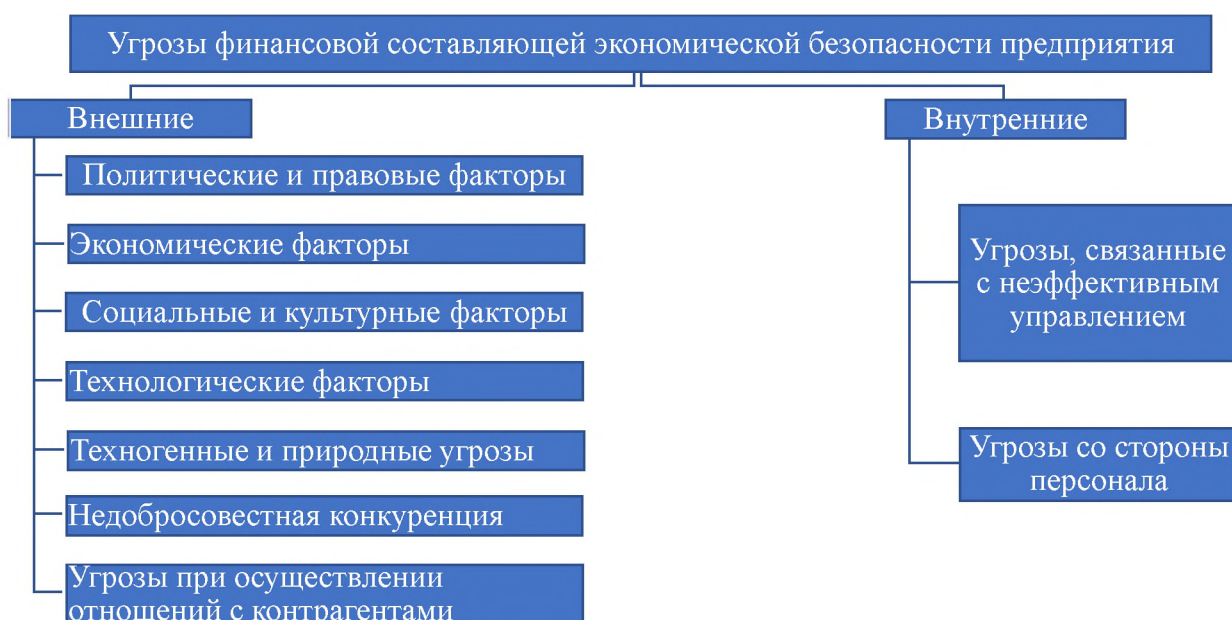 Угрозы финансовой составляющей экономической безопасности предприятия
Внешние
Политические и правовые факторы
Экономические факторы
Социальные и культурные факторы
Технологические факторы
Техногенные и природные угрозы
Недобросовестная конкуренция
Угрозы при осуществлении
отношений с контрагентами
Внутренние
Угрозы, связанные
с неэффективным
управлением
Угрозы со стороны
персонала